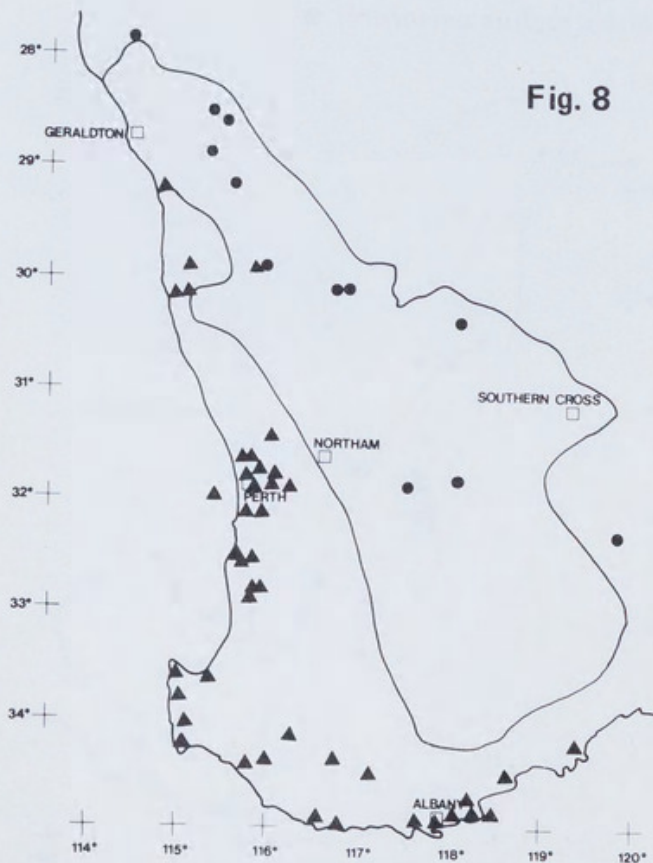 28°
Fig. 8
GERALDTON
29°
30°
31°
SOUTHERN CROSS
NORTHAM
32°
PERTH
33°
34°
ALBANY
114° 115° 116° 117° 118° 119° 120°